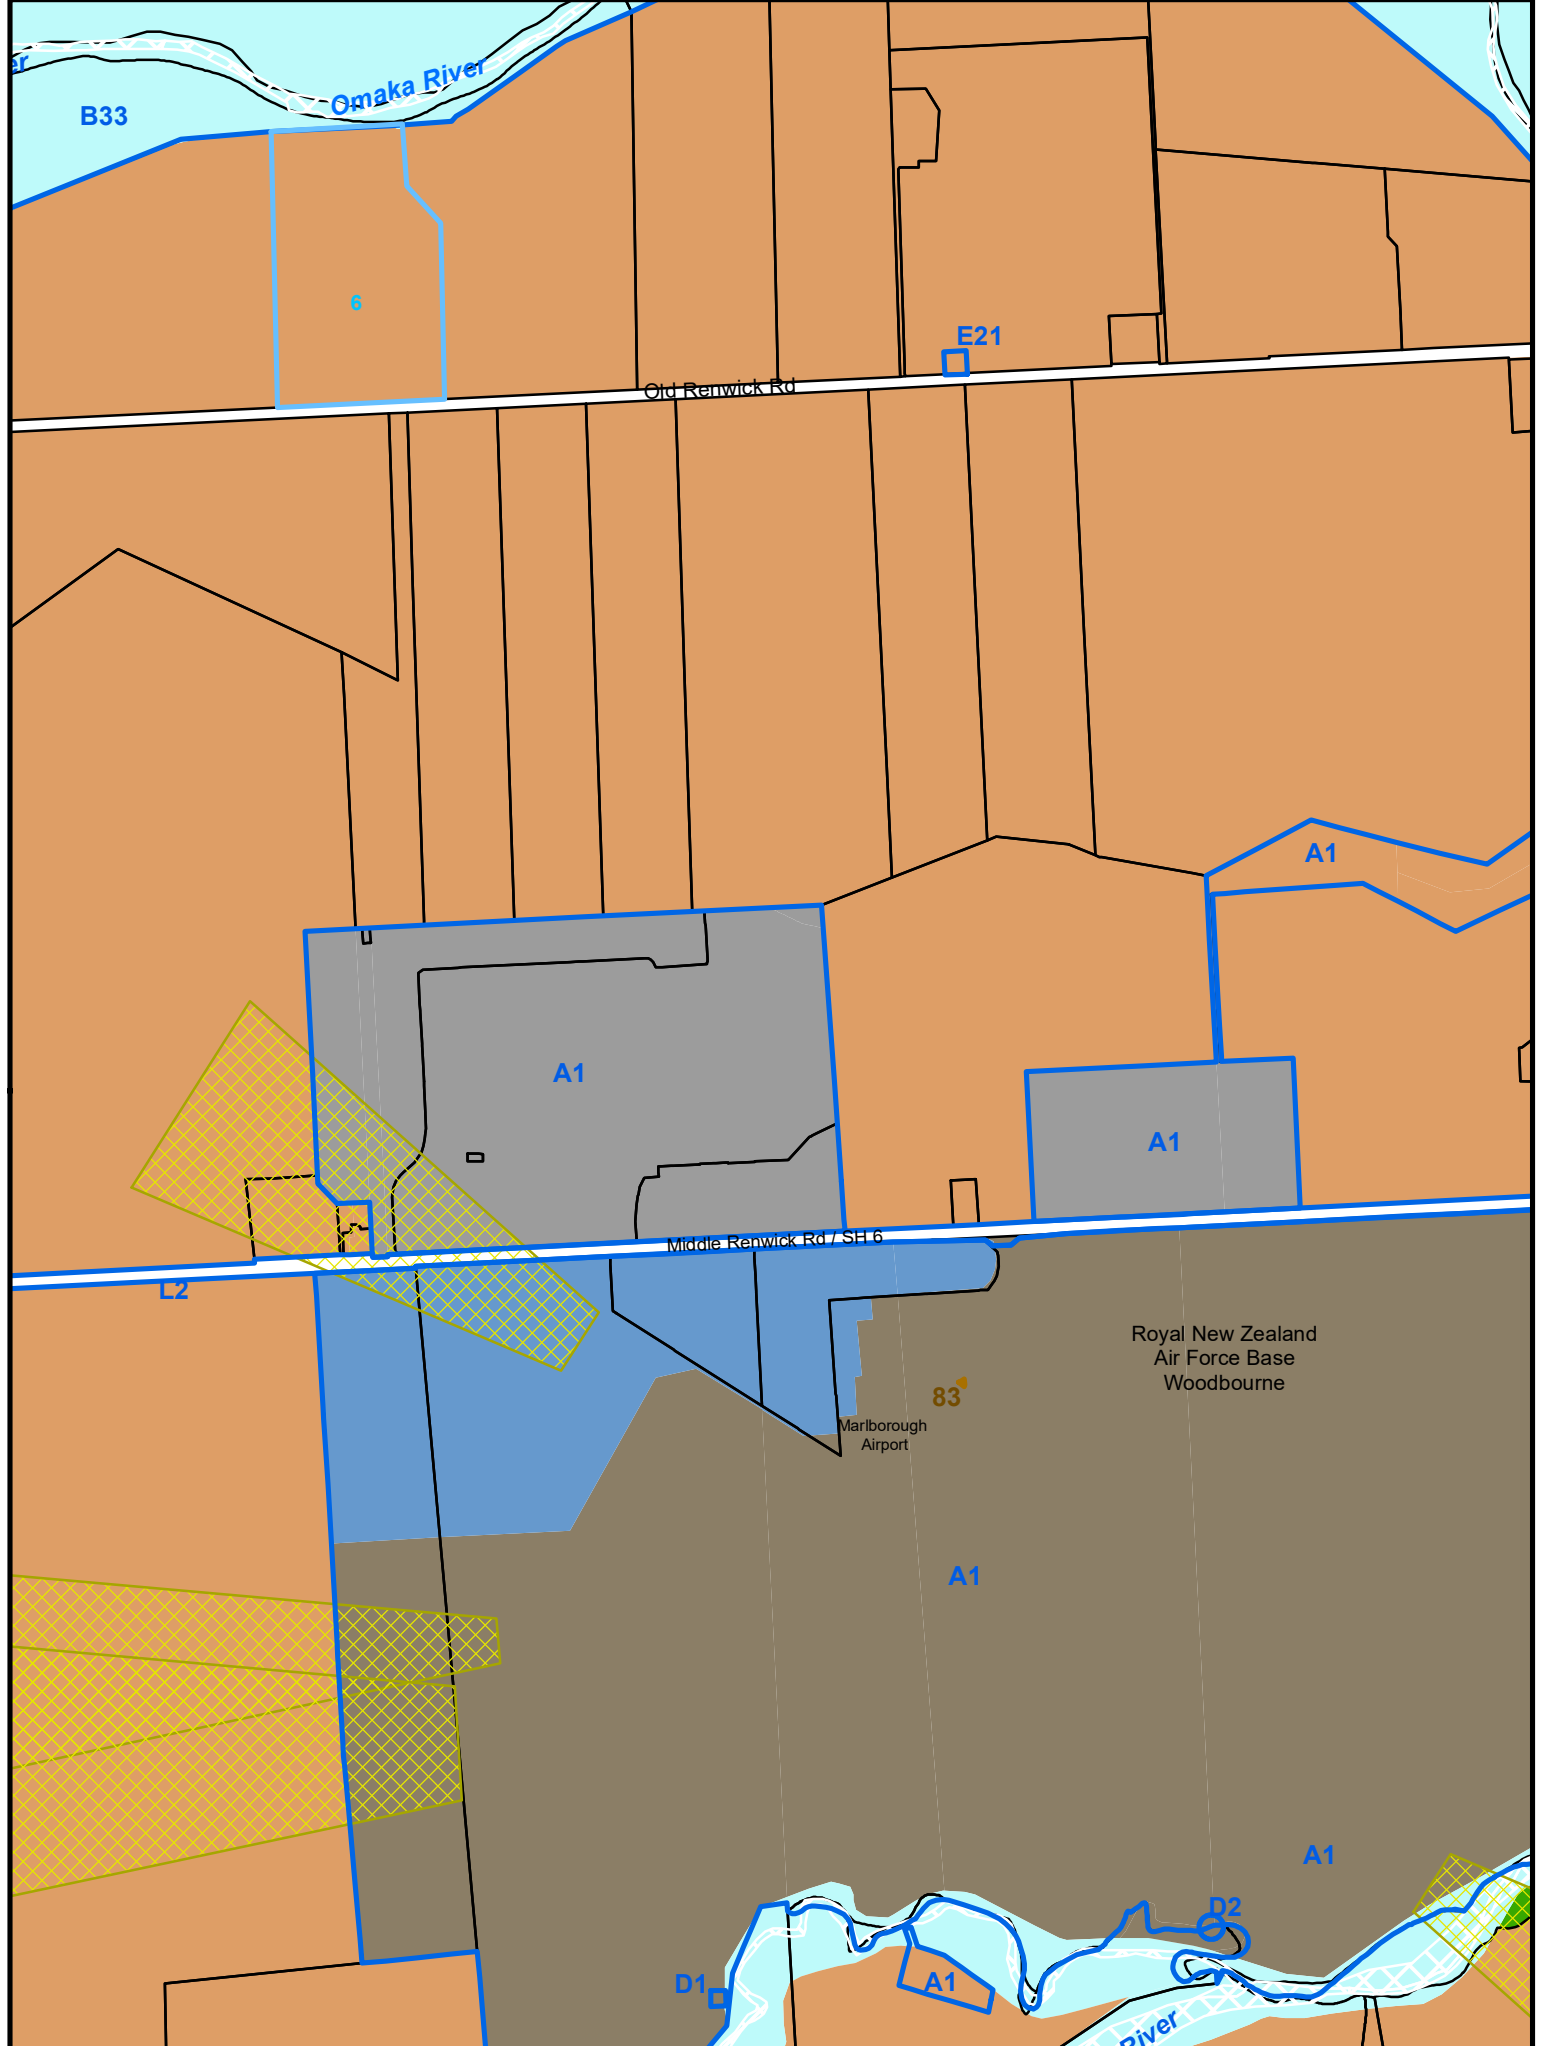 er
Omaka River
B33
6
E21
Old Renwick Rd
A1
A1
A1
Middle Renwick Rd / SH 6
L2
Royal New Zealand
Air Force Base
Woodbourne
83
Marlborough
Airport
A1
A1
D2
D1
A1
River